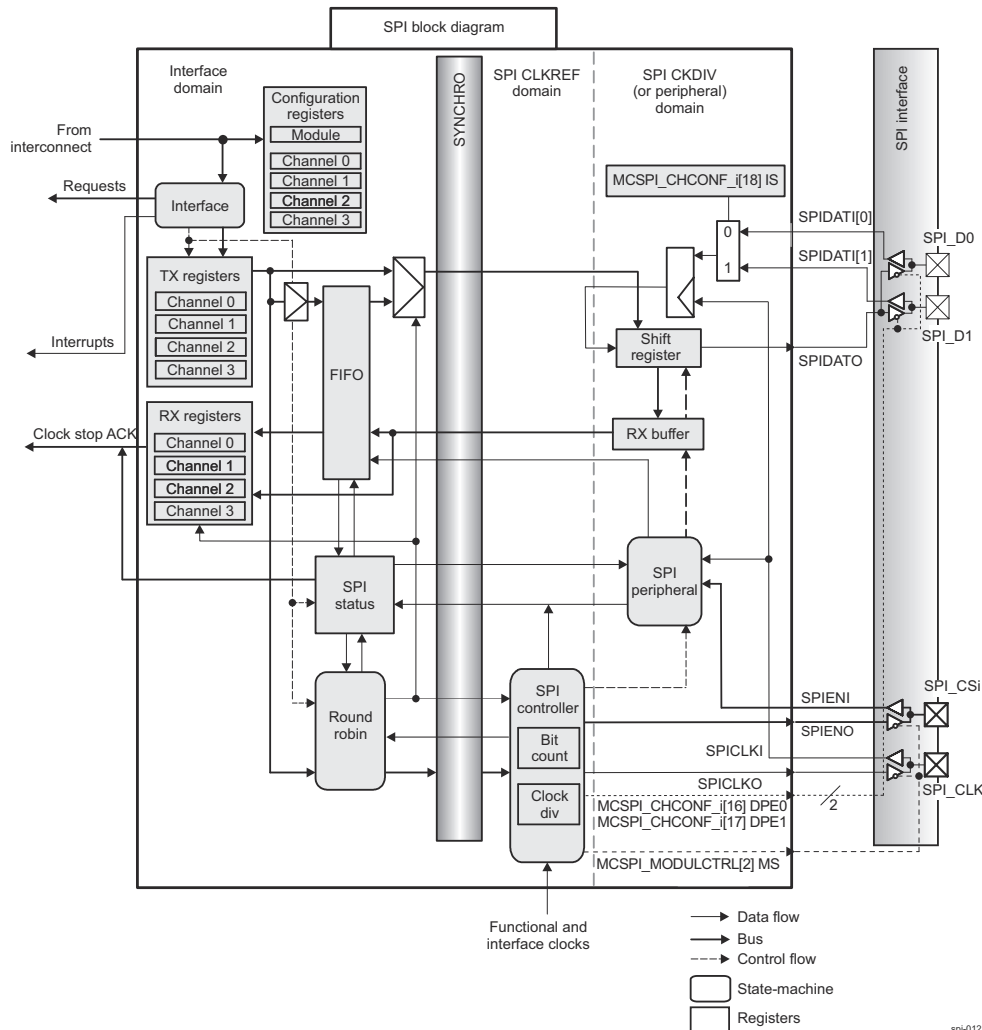 SPI block diagram
Interface
domain
SYNCHRO
SPI CLKREF
domain
SPI CKDIV
(or peripheral)
domain
SPI interface
Configuration
registers
Module
Channel 0
Channel 1
Channel 2
Channel 3
From
interconnect
Requests
Interface
MCSPI_CHCONF_i[18] IS
0
1
SPIDATI[0]
SPI_D0
SPIDATI[1]
SPI_D1
TX registers
Channel 0
Channel 1
Channel 2
Channel 3
Interrupts
FIFO
Shift
register
SPIDATO
RX registers
Channel 0
Channel 1
Channel 2
Channel 3
Clock stop ACK
RX buffer
SPI
status
SPI
peripheral
Round
robin
SPI
controller
Bit
count
Clock
div
SPIENI
SPI_CSi
SPIENO
SPICLKI
SPICLKO
SPI_CLK
2
MCSPI_CHCONF_i[16] DPE0
MCSPI_CHCONF_i[17] DPE1
MCSPI_MODULCTRL[2] MS
Functional and
interface clocks
Data flow
Bus
Control flow
State-machine
Registers
spi-012